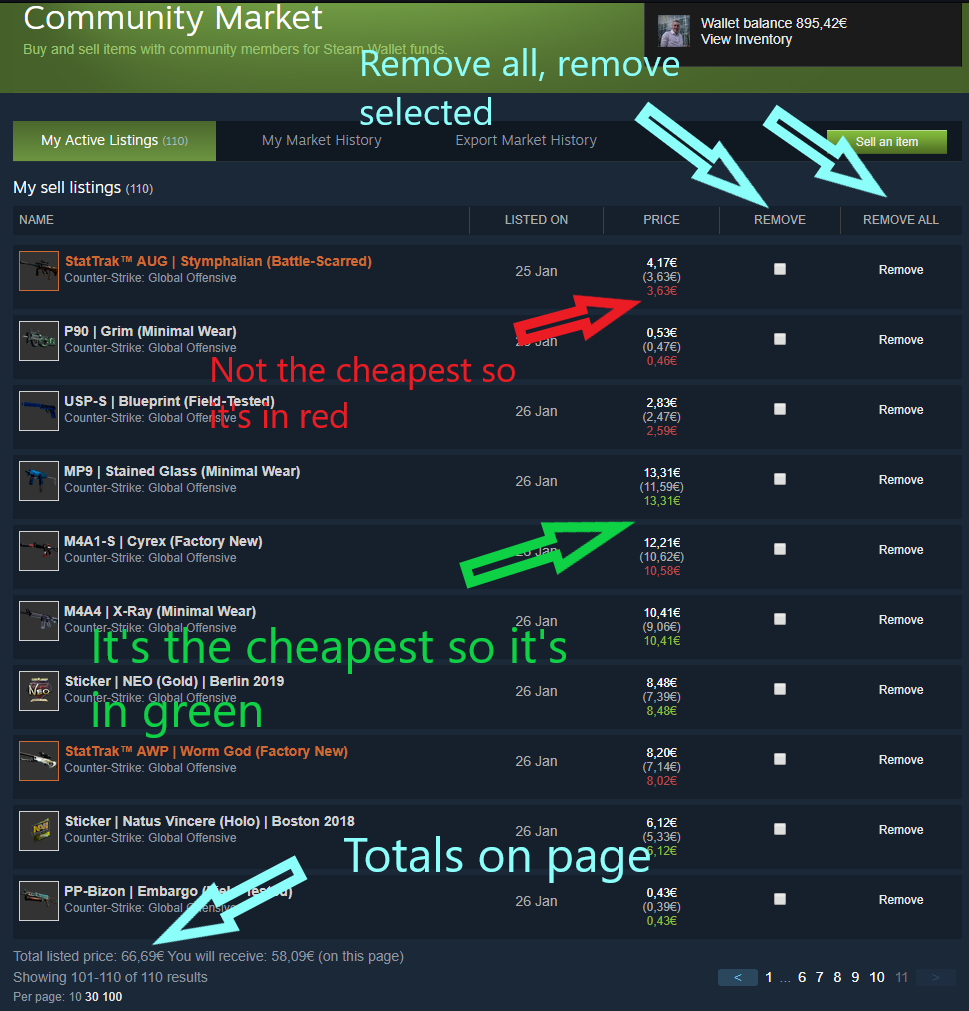 Community Market
Buy and sell items with community members for Steam Wallet funds.
Wallet balance 895,42€
View Inventory
Remove all, remove
selected
My Active Listings (110)
My Market History
Export Market History
Sell an item
My sell listings (110)
NAME
LISTED ON
PRICE
REMOVE
REMOVE ALL
StatTrak™ AUG | Stymphalian (Battle-Scarred)
Counter-Strike: Global Offensive
25 Jan
4,17€
(3,63€)
3,63€
Remove
P90 | Grim (Minimal Wear)
Counter-Strike: Global Offensive
Jan
0,53€
(0,47€)
0,46€
Remove
Not the cheapest so
it's in red
USP-S | Blueprint (Field-Tested)
Counter-Strike: Global Offensive
26 Jan
2,83€
(2,47€)
2,59€
Remove
MP9 | Stained Glass (Minimal Wear)
Counter-Strike: Global Offensive
26 Jan
13,31€
(11,59€)
13,31€
Remove
M4A1-S | Cyrex (Factory New)
Counter-Strike: Global Offensive
26 Jan
12,21€
(10,62€)
10,58€
Remove
M4A4 | X-Ray (Minimal Wear)
Counter-Strike: Global Offensive
26 Jan
10,41€
(9,06€)
10,41€
Remove
It's the cheapest so it's
in green
Sticker | NEO (Gold) | Berlin 2019
Counter-Strike: Global Offensive
26 Jan
8,48€
(7,39€)
8,48€
Remove
StatTrak™ AWP | Worm God (Factory New)
Counter-Strike: Global Offensive
26 Jan
8,20€
(7,14€)
8,02€
Remove
Sticker | Natus Vincere (Holo) | Boston 2018
Counter-Strike: Global Offensive
26 Jan
6,12€
(5,33€)
6,12€
Remove
Totals on page
PP-Bizon | Embargo (Field-Tested)
Counter-Strike: Global Offensive
26 Jan
0,43€
(0,39€)
0,43€
Remove
Total listed price: 66,69€ You will receive: 58,09€ (on this page)
Showing 101-110 of 110 results
Per page: 10 30 100
< 1 ... 6 7 8 9 10 11 >